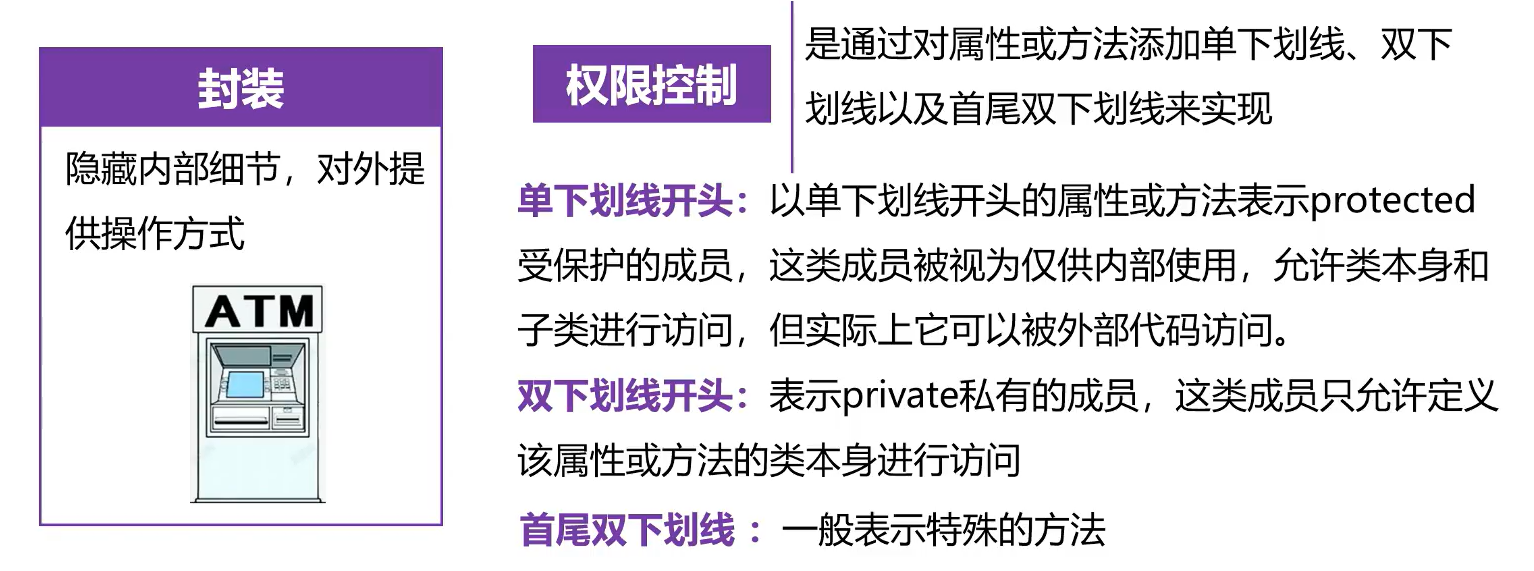 封装
隐藏内部细节，对外提
供操作方式
ATM
权限控制
是通过对属性或方法添加单下划线、双下
划线以及首尾双下划线来实现
单下划线开头：以单下划线开头的属性或方法表示protected
受保护的成员，这类成员被视为仅供内部使用，允许类本身和
子类进行访问，但实际上它可以被外部代码访问。
双下划线开头：表示private私有的成员，这类成员只允许定义
该属性或方法的类本身进行访问
首尾双下划线 ：一般表示特殊的方法